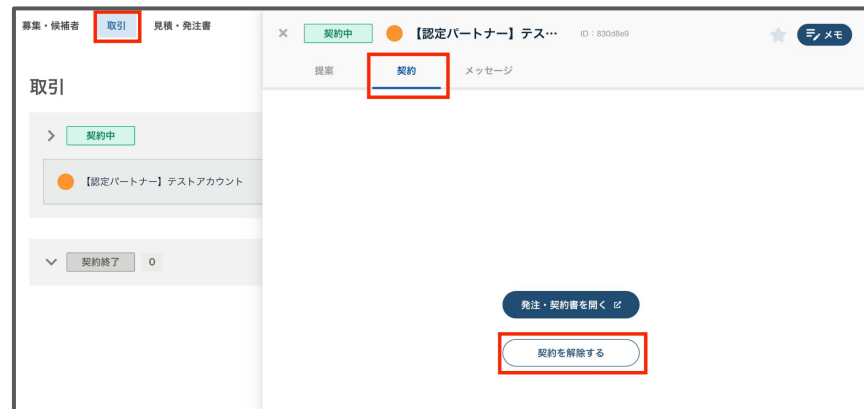 募集・候補者 取引 見積・発注書
取引
契約中
【認定パートナー】テストアカウント
契約終了 0
× 契約中 【認定パートナー】テス… ID：830d8e9 メモ
提案 契約 メッセージ
発注・契約書を開く
契約を解除する